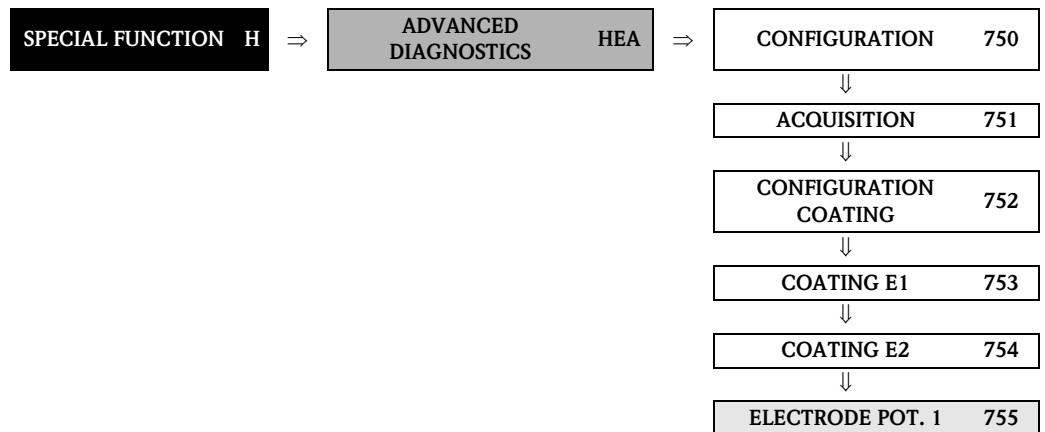 SPECIAL FUNCTION H ⇒ ADVANCED DIAGNOSTICS HEA ⇒ CONFIGURATION 750
⇓
ACQUISITION 751
⇓
CONFIGURATION
COATING 752
⇓
COATING E1 753
⇓
COATING E2 754
⇓
ELECTRODE POT. 1 755